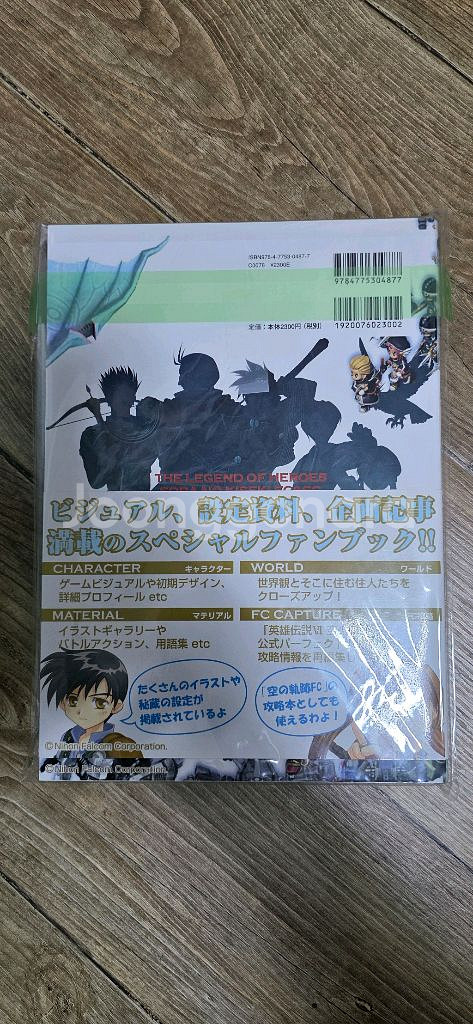 ISBN978-4-7753-0487-7
C0076 ¥2300E
9784775304877
定価：本体2300円（税別）
1920076023002
THE LEGEND OF HEROES
ビジュアル、設定資料、企画記事
満載のスペシャルファンブック!!
CHARACTER キャラクター
ゲームビジュアルや初期デザイン、
詳細プロフィール etc
WORLD ワールド
世界観とそこに住む住人たちを
クローズアップ！
MATERIAL マテリアル
イラストギャラリーや
バトルアクション、用語集 etc
FC CAPTURE
「英雄伝説Ⅵ
公式パーフェク
攻略情報を再録
たくさんのイラストや
秘蔵の設定が
掲載されているよ
「空の軌跡FC」の
攻略本としても
使えるわよ！
© Nihon Falcom Corporation.
© Nihon Falcom Corporation.